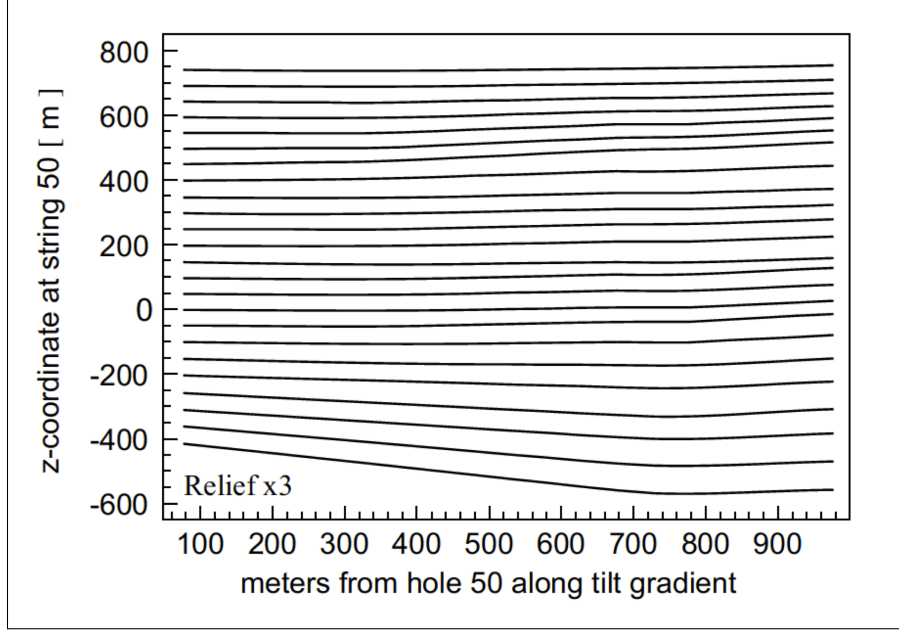 z-coordinate at string 50 [ m ]
800
600
400
200
0
-200
-400
-600
Relief x3
100 200 300 400 500 600 700 800 900
meters from hole 50 along tilt gradient